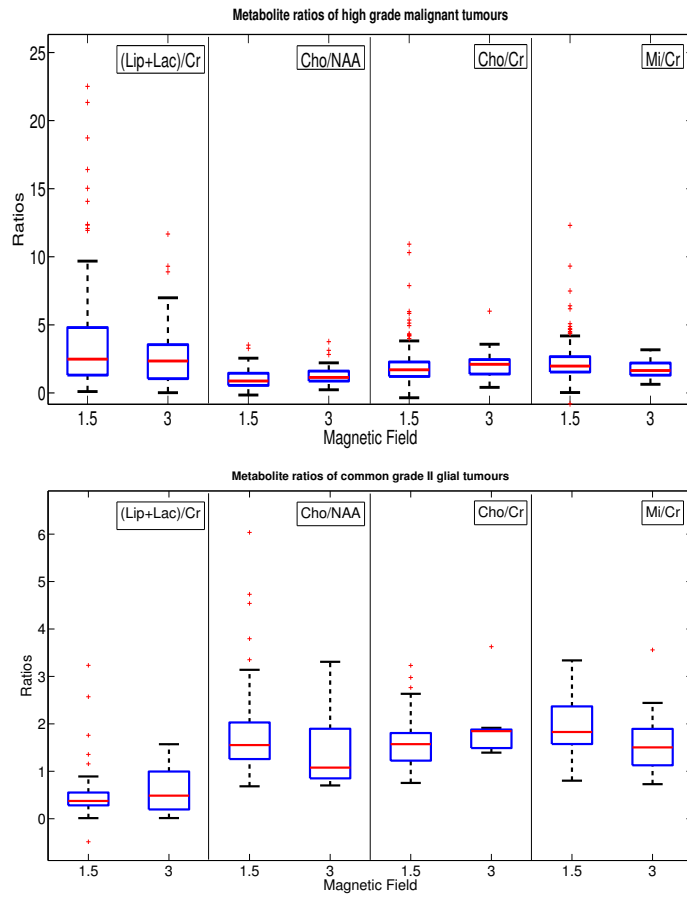 Metabolite ratios of high grade malignant tumours
(Lip+Lac)/Cr Cho/NAA Cho/Cr Mi/Cr
25
20
15
10
5
0
Ratios
1.5 3 1.5 3 1.5 3 1.5 3
Magnetic Field
Metabolite ratios of common grade II glial tumours
(Lip+Lac)/Cr Cho/NAA Cho/Cr Mi/Cr
6
5
4
3
2
1
0
Ratios
1.5 3 1.5 3 1.5 3 1.5 3
Magnetic Field